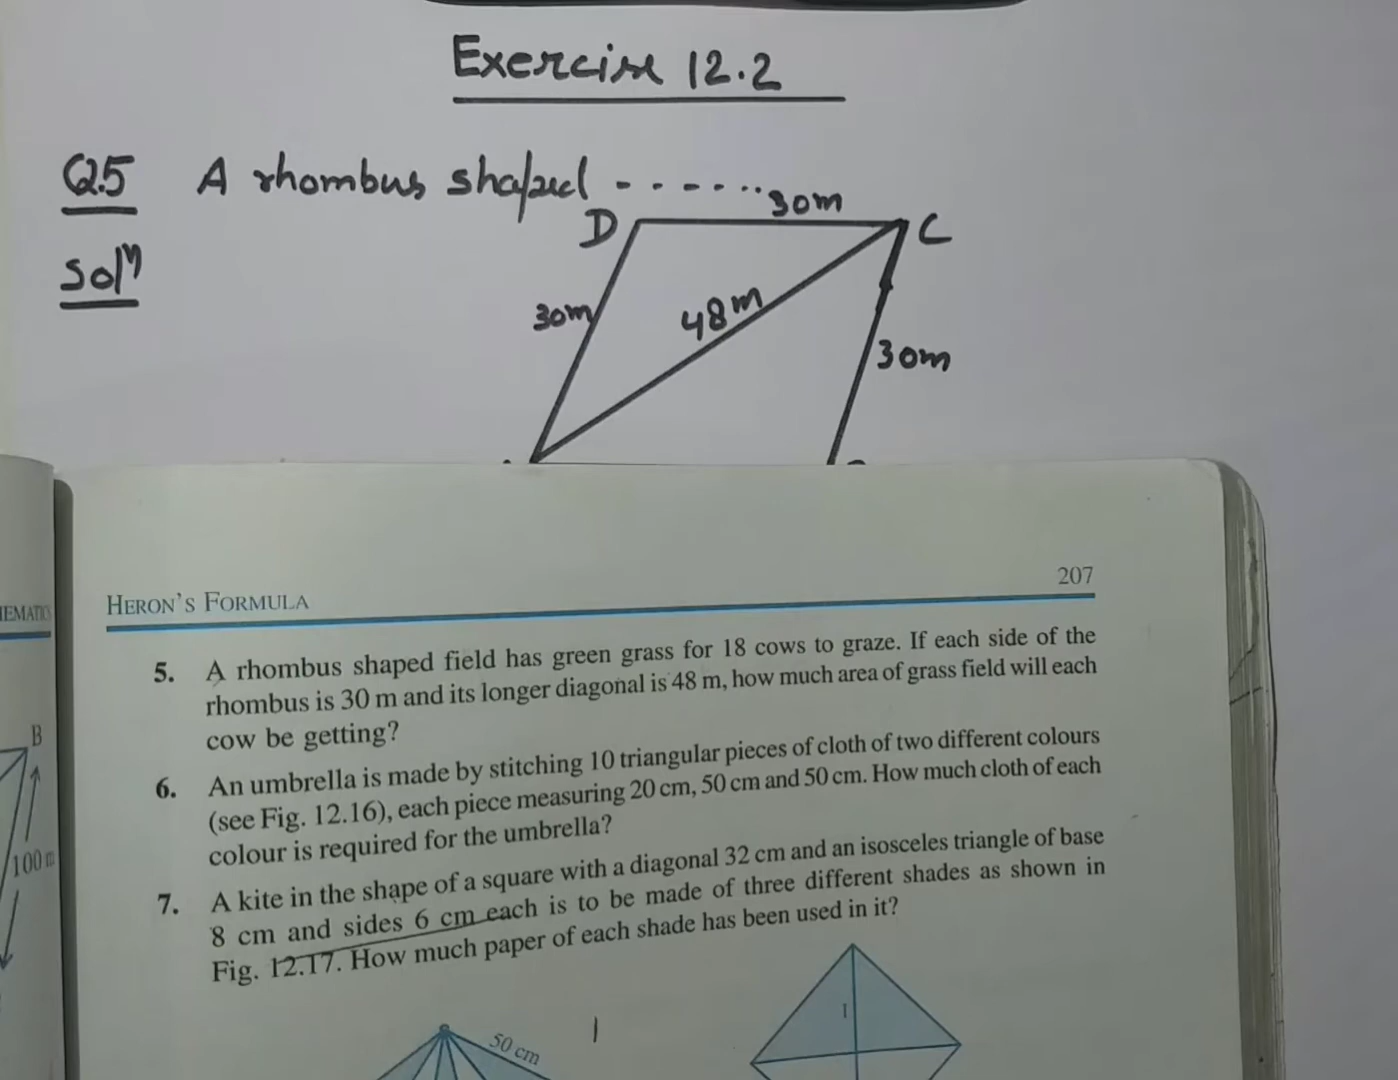 Exercise 12.2
Q.5 A rhombus shaped - - - - - - -
Solⁿ
30m
D
C
30m
48m
30m
HERON'S FORMULA
207
5. A rhombus shaped field has green grass for 18 cows to graze. If each side of the
rhombus is 30 m and its longer diagonal is 48 m, how much area of grass field will each
cow be getting?
6. An umbrella is made by stitching 10 triangular pieces of cloth of two different colours
(see Fig. 12.16), each piece measuring 20 cm, 50 cm and 50 cm. How much cloth of each
colour is required for the umbrella?
7. A kite in the shape of a square with a diagonal 32 cm and an isosceles triangle of base
8 cm and sides 6 cm each is to be made of three different shades as shown in
Fig. 12.17. How much paper of each shade has been used in it?
B
100 m
50 cm
I